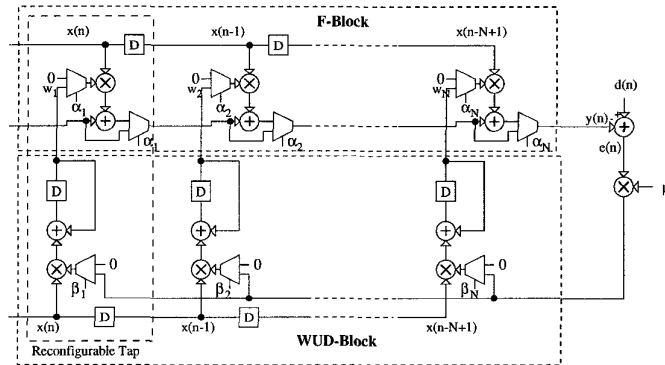 F-Block
x(n) D x(n-1) D x(n-N+1)
0 0 0
w1 w2 wN
α1 α2 αN
d(n)
y(n) -
α1 α2 αN
e(n)
D D D
0 0 0
β1 β2 βN
x(n) D x(n-1) D x(n-N+1)
WUD-Block
Reconfigurable Tap